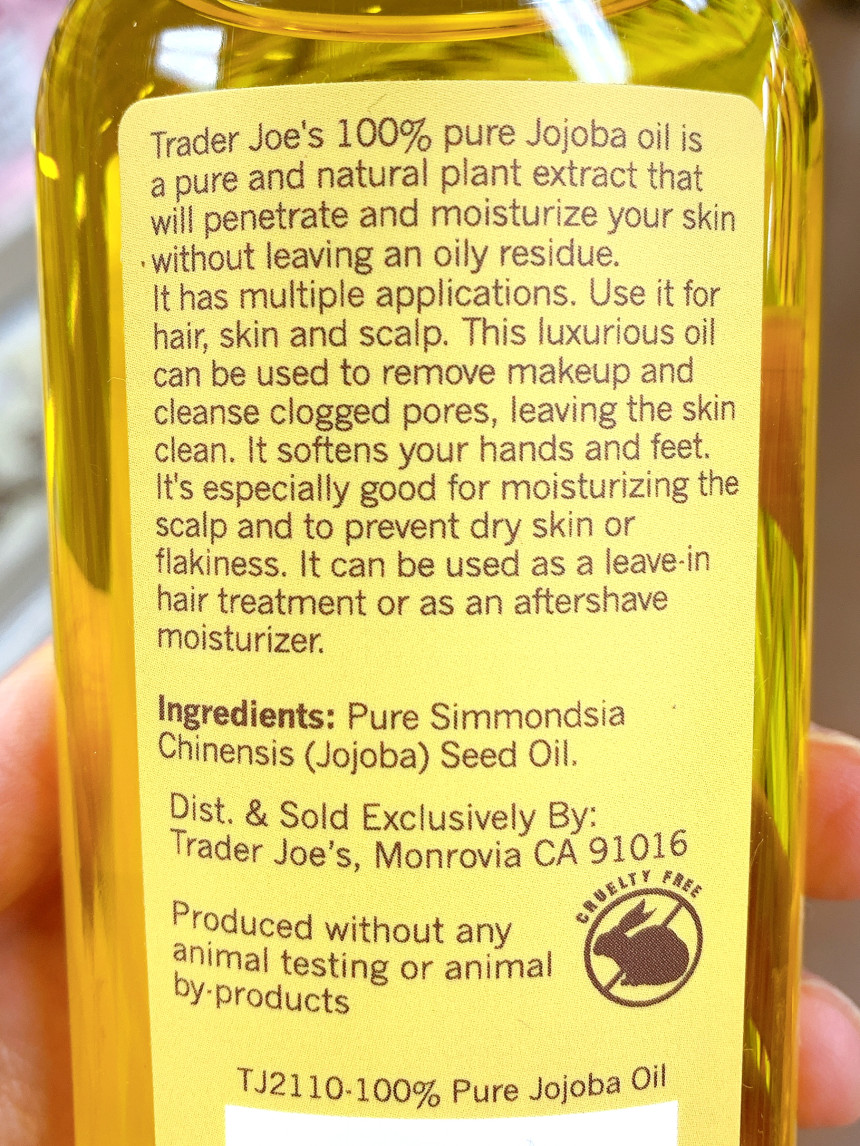 Trader Joe's 100% pure Jojoba oil is
a pure and natural plant extract that
will penetrate and moisturize your skin
without leaving an oily residue.
It has multiple applications. Use it for
hair, skin and scalp. This luxurious oil
can be used to remove makeup and
cleanse clogged pores, leaving the skin
clean. It softens your hands and feet.
It's especially good for moisturizing the
scalp and to prevent dry skin or
flakiness. It can be used as a leave-in
hair treatment or as an aftershave
moisturizer.
Ingredients: Pure Simmondsia
Chinensis (Jojoba) Seed Oil.
Dist. & Sold Exclusively By:
Trader Joe's, Monrovia CA 91016
CRUELTY FREE
Produced without any
animal testing or animal
by-products
TJ2110-100% Pure Jojoba Oil